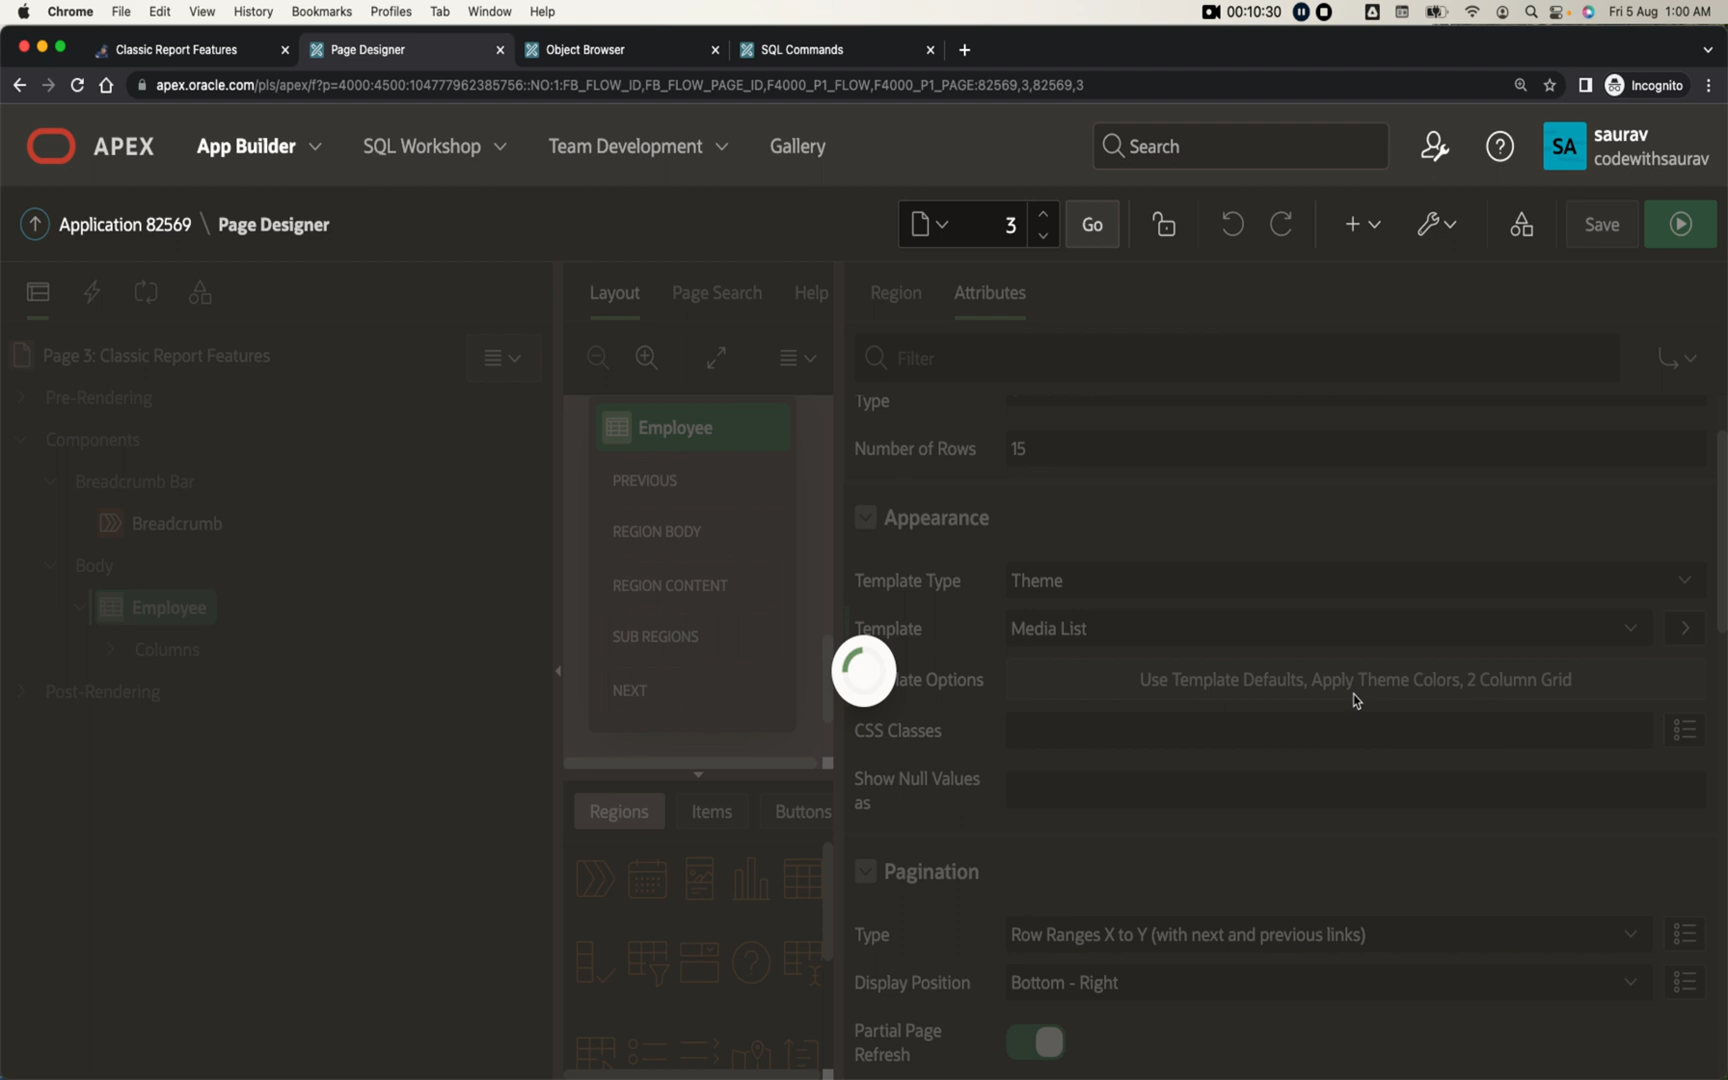 Chrome File Edit View History Bookmarks Profiles Tab Window Help 00:10:30 Fri 5 Aug 1:00 AM
Classic Report Features Page Designer Object Browser SQL Commands
apex.oracle.com/pls/apex/f?p=4000:4500:104777962385756::NO:1:FB_FLOW_ID,FB_FLOW_PAGE_ID,F4000_P1_FLOW,F4000_P1_PAGE:82569,3,82569,3 Incognito
APEX App Builder SQL Workshop Team Development Gallery Search SA saurav
codewithsaurav
Application 82569 \ Page Designer 3 Go Save
Layout Page Search Help Region Attributes
Page 3: Classic Report Features Filter
Pre-Rendering Type
Components Employee Number of Rows 15
Breadcrumb Bar PREVIOUS
Breadcrumb REGION BODY Appearance
Body REGION CONTENT Template Type Theme
Employee SUB REGIONS Template Media List
Columns
Post-Rendering NEXT late Options Use Template Defaults, Apply Theme Colors, 2 Column Grid
CSS Classes
Show Null Values
as
Regions Items Buttons
Pagination
Type Row Ranges X to Y (with next and previous links)
Display Position Bottom - Right
Partial Page
Refresh